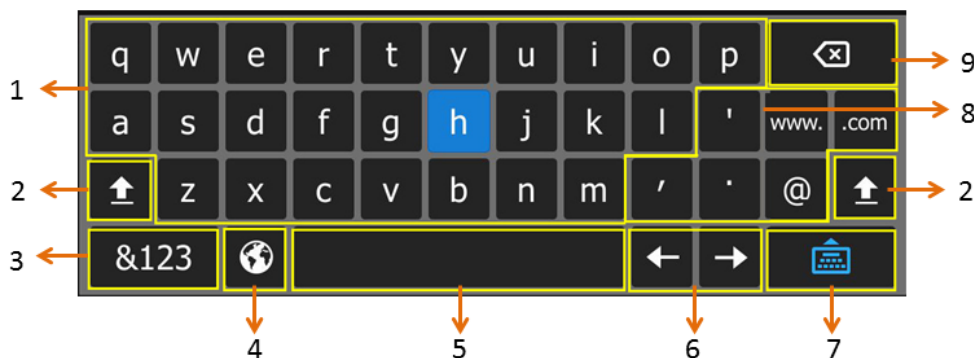 q w e r t y u i o p
1 9
a s d f g h j k l ' www. .com 8
2 z x c v b n m , . @ 2
3 &123
4 5 6 7